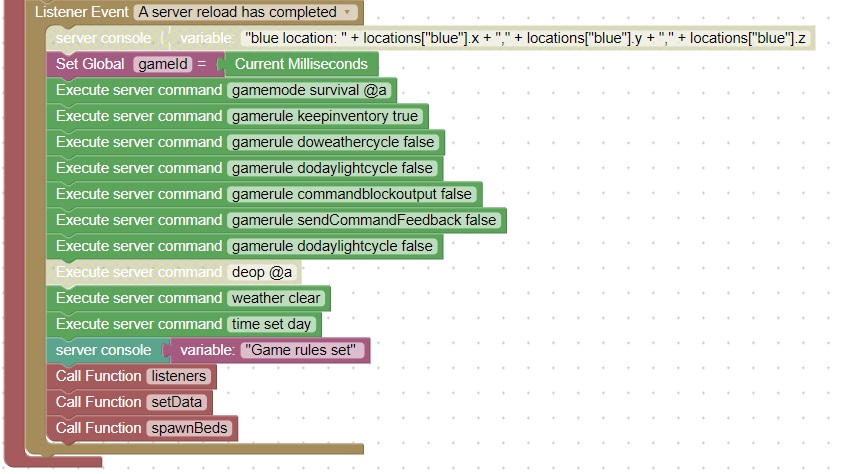 Listener Event A server reload has completed
server console variable: "blue location: " + locations["blue"].x + "," + locations["blue"].y + "," + locations["blue"].z
Set Global gameId = Current Milliseconds
Execute server command gamemode survival @a
Execute server command gamerule keepinventory true
Execute server command gamerule doweathercycle false
Execute server command gamerule dodaylightcycle false
Execute server command gamerule commandblockoutput false
Execute server command gamerule sendCommandFeedback false
Execute server command gamerule dodaylightcycle false
Execute server command deop @a
Execute server command weather clear
Execute server command time set day
server console variable: "Game rules set"
Call Function listeners
Call Function setData
Call Function spawnBeds